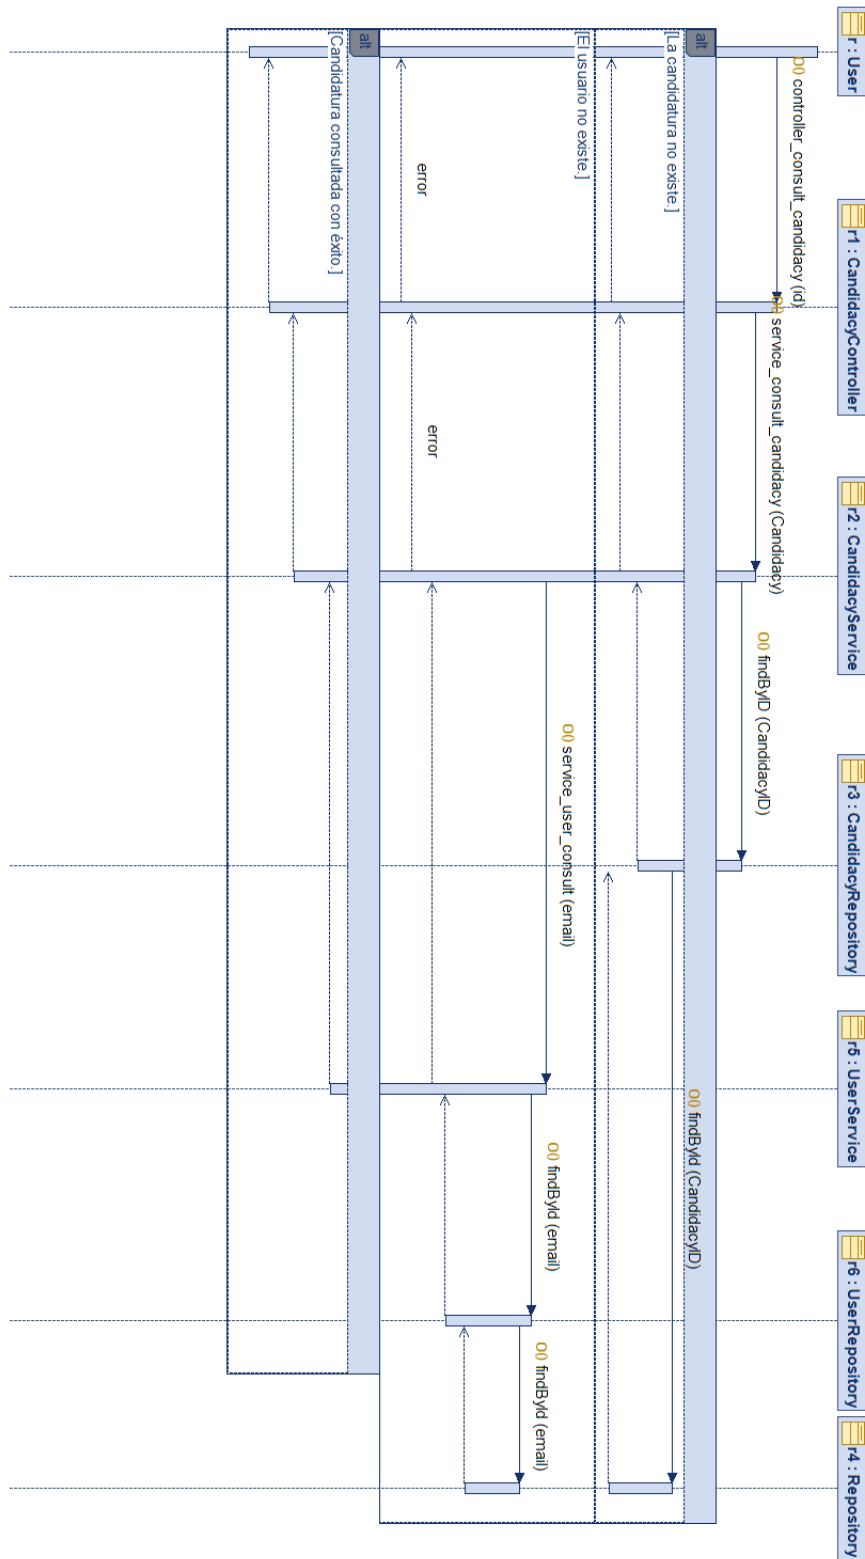 r : User
r1 : CandidacyController
r2 : CandidacyService
r3 : CandidacyRepository
r5 : UserService
r6 : UserRepository
r4 : Repository
controller_consult_candidacy (id)
service_consult_candidacy (Candidacy)
findByID (CandidacyID)
alt
[La candidatura no existe.]
findById (CandidacyID)
[El usuario no existe.]
service_user_consult (email)
findById (email)
findById (email)
error
error
alt
[Candidatura consultada con éxito.]